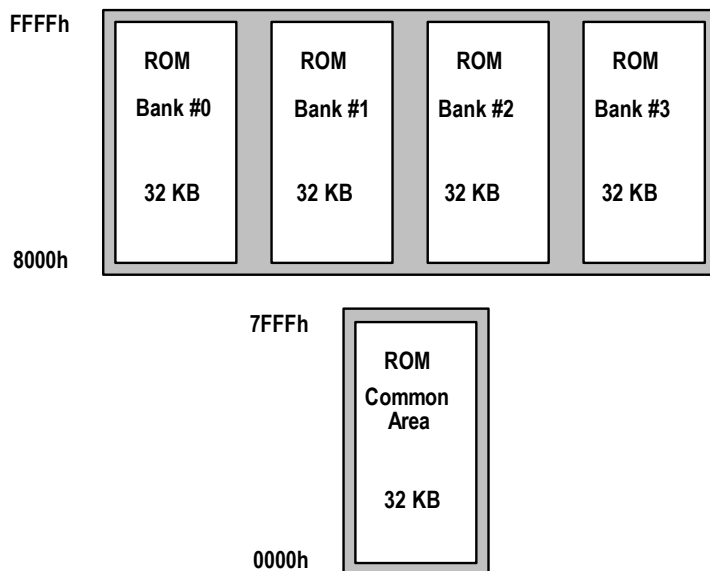 FFFFh
ROM ROM ROM ROM
Bank #0 Bank #1 Bank #2 Bank #3
32 KB 32 KB 32 KB 32 KB
8000h
7FFFh
ROM
Common
Area
32 KB
0000h